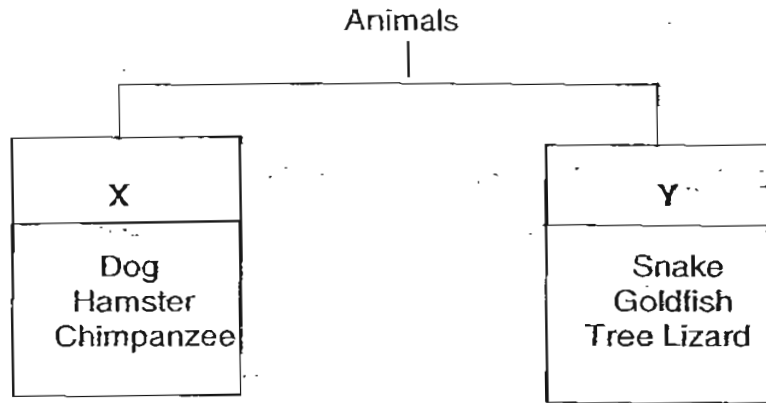 Animals
X
Dog
Hamster
Chimpanzee
Y
Snake
Goldfish
Tree Lizard